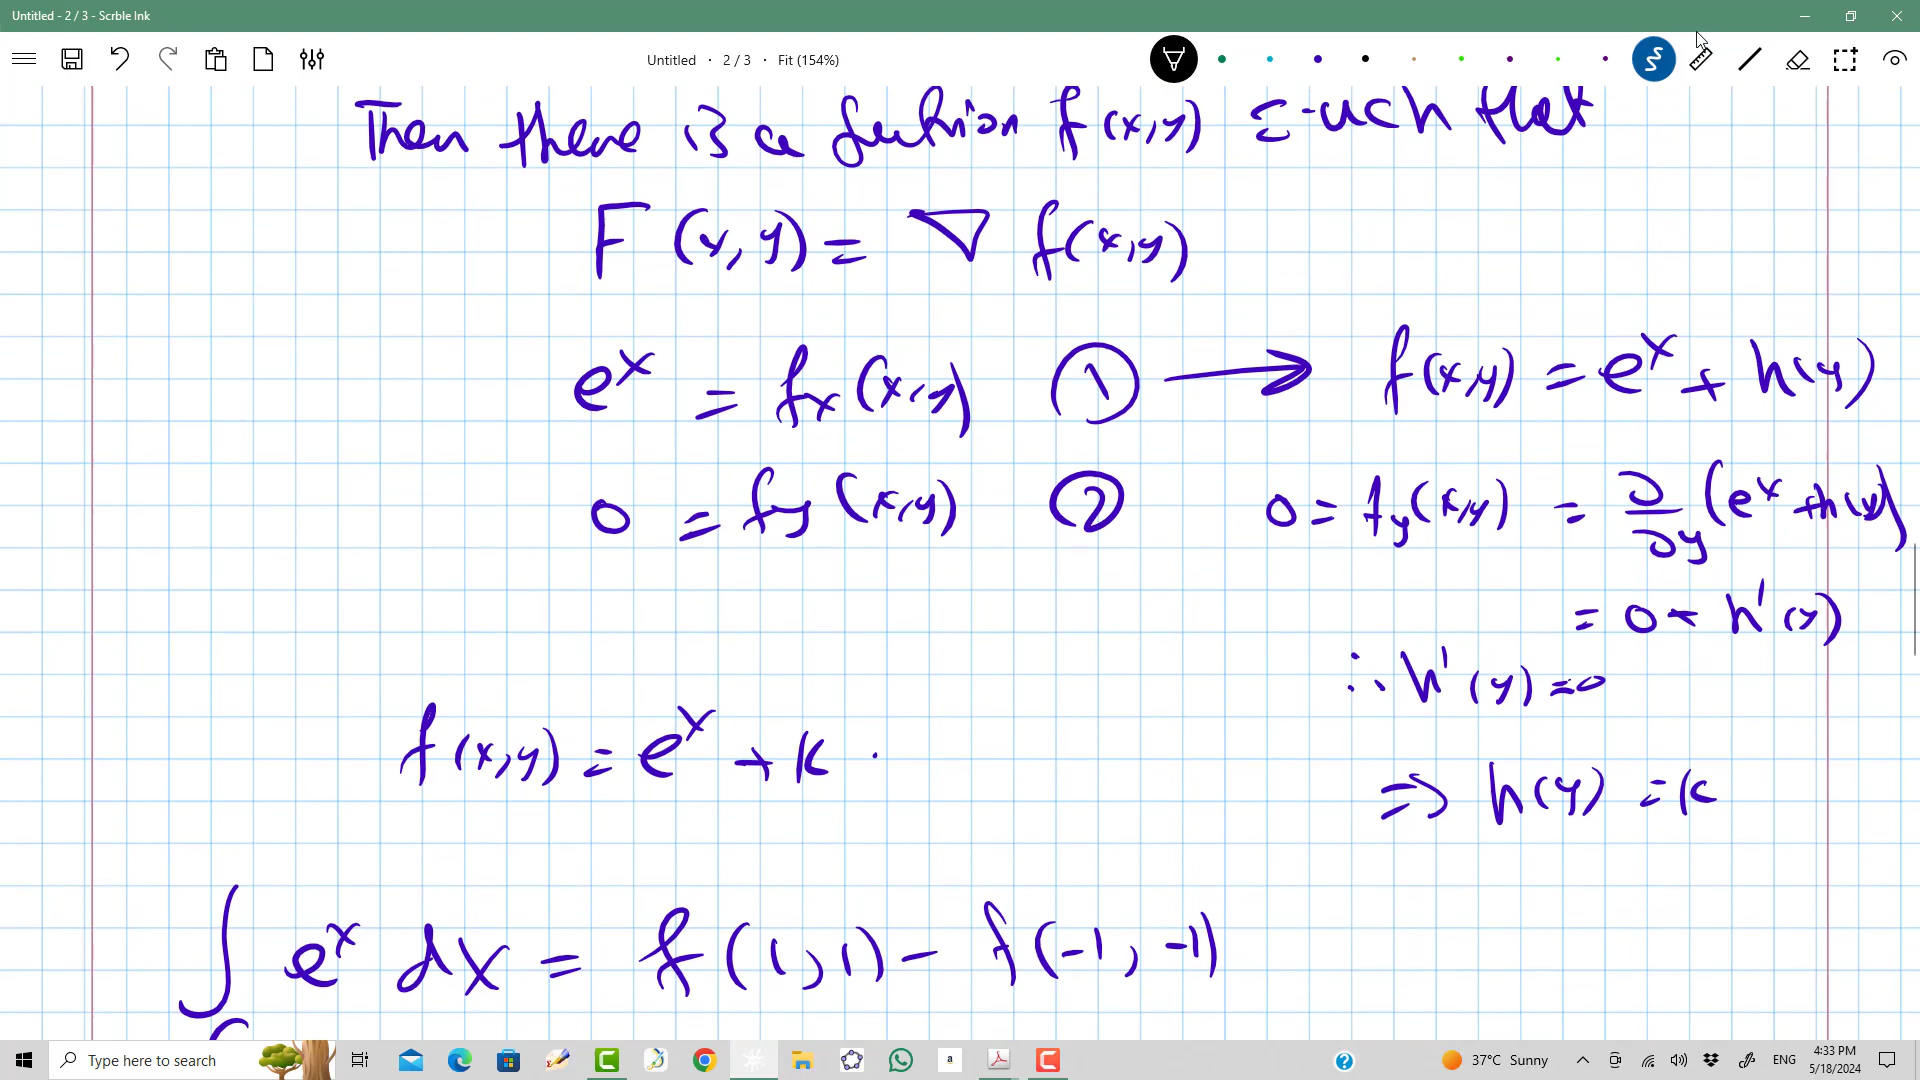 Untitled - 2 / 3 - Scrble Ink
Untitled · 2 / 3 · Fit (154%)
Then there is a function f(x,y) such that
F(x,y) = ∇ f(x,y)
e^x = f_x(x,y) ① → f(x,y) = e^x + h(y)
0 = f_y(x,y) ② 0 = f_y(x,y) = ∂/∂y (e^x + h(y))
= 0 + h'(y)
∴ h'(y) = 0
f(x,y) = e^x + k .
⇒ h(y) = k
∫_C e^x dx = f(1,1) - f(-1,-1)
Type here to search
a
37°C Sunny
ENG
4:33 PM
5/18/2024